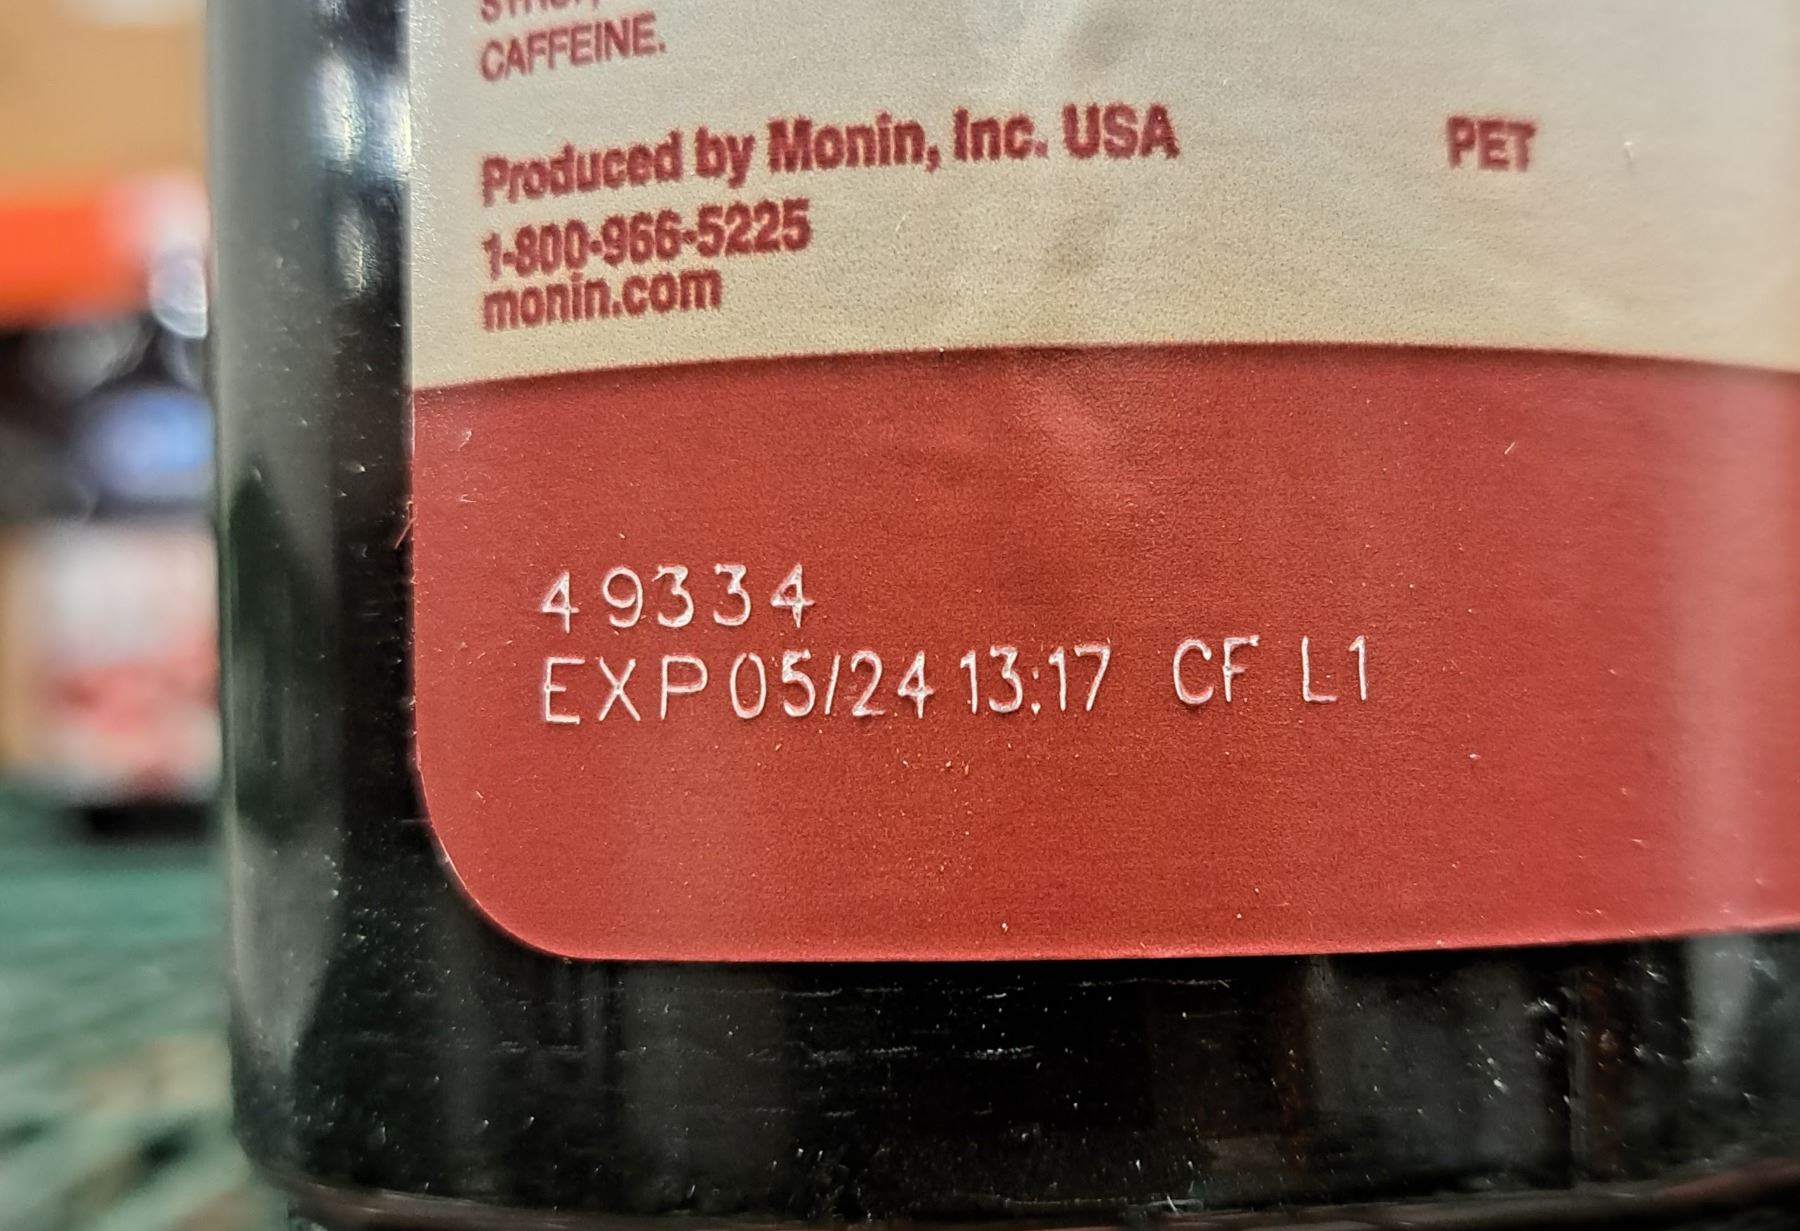 CAFFEINE.
Produced by Monin, Inc. USA
PET
1-800-966-5225
monin.com
49334
EXP 05/24 13:17 CF L1